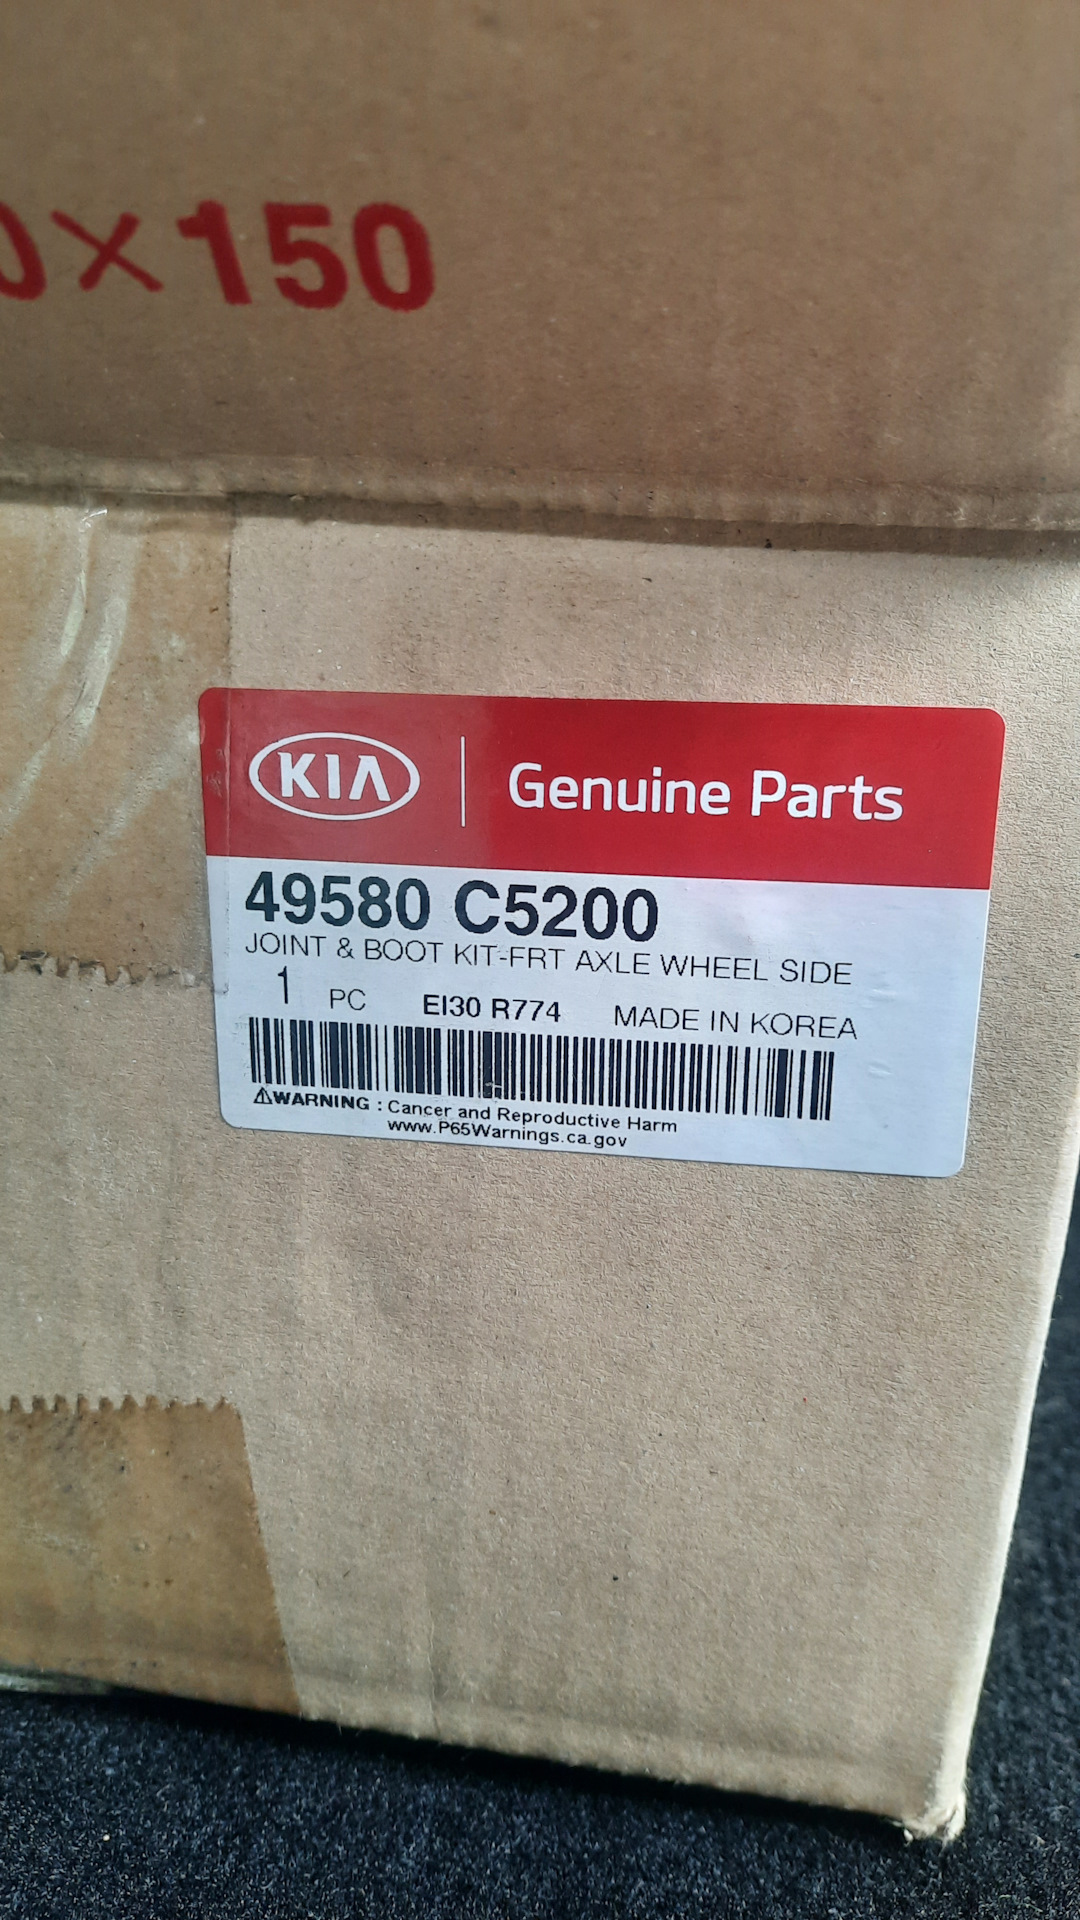 0×150
KIA | Genuine Parts
49580 C5200
JOINT & BOOT KIT-FRT AXLE WHEEL SIDE
1 PC EI30 R774 MADE IN KOREA
⚠WARNING : Cancer and Reproductive Harm
www.P65Warnings.ca.gov